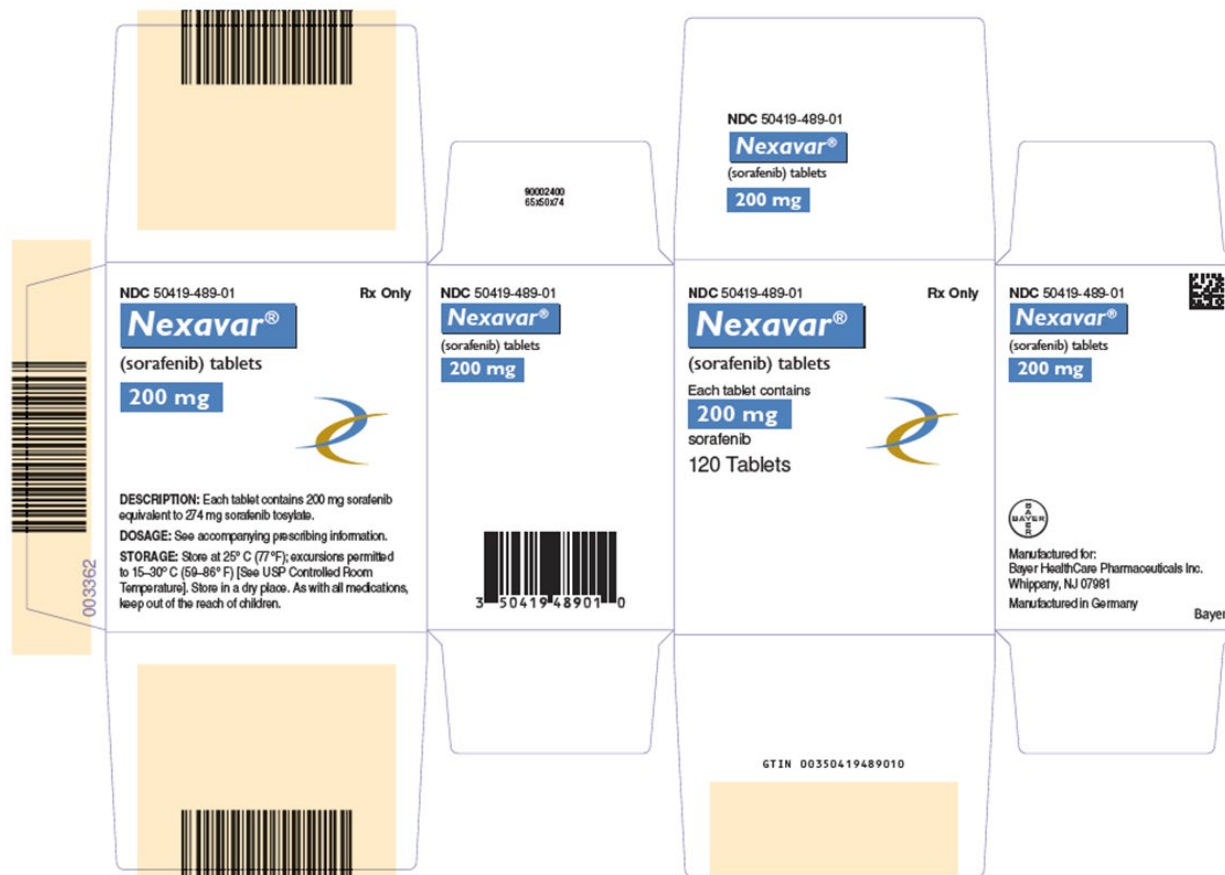 90002400
65x50x74
NDC 50419-489-01
Nexavar®
(sorafenib) tablets
200 mg
NDC 50419-489-01 Rx Only
Nexavar®
(sorafenib) tablets
200 mg
DESCRIPTION: Each tablet contains 200 mg sorafenib
equivalent to 274 mg sorafenib tosylate.
DOSAGE: See accompanying prescribing information.
STORAGE: Store at 25° C (77°F); excursions permitted
to 15–30° C (59–86° F) [See USP Controlled Room
Temperature]. Store in a dry place. As with all medications,
keep out of the reach of children.
003362
NDC 50419-489-01
Nexavar®
(sorafenib) tablets
200 mg
3 50419 48901 0
NDC 50419-489-01 Rx Only
Nexavar®
(sorafenib) tablets
Each tablet contains
200 mg
sorafenib
120 Tablets
NDC 50419-489-01
Nexavar®
(sorafenib) tablets
200 mg
BAYER
BAYER
Manufactured for:
Bayer HealthCare Pharmaceuticals Inc.
Whippany, NJ 07981
Manufactured in Germany
Bayer
GTIN 00350419489010